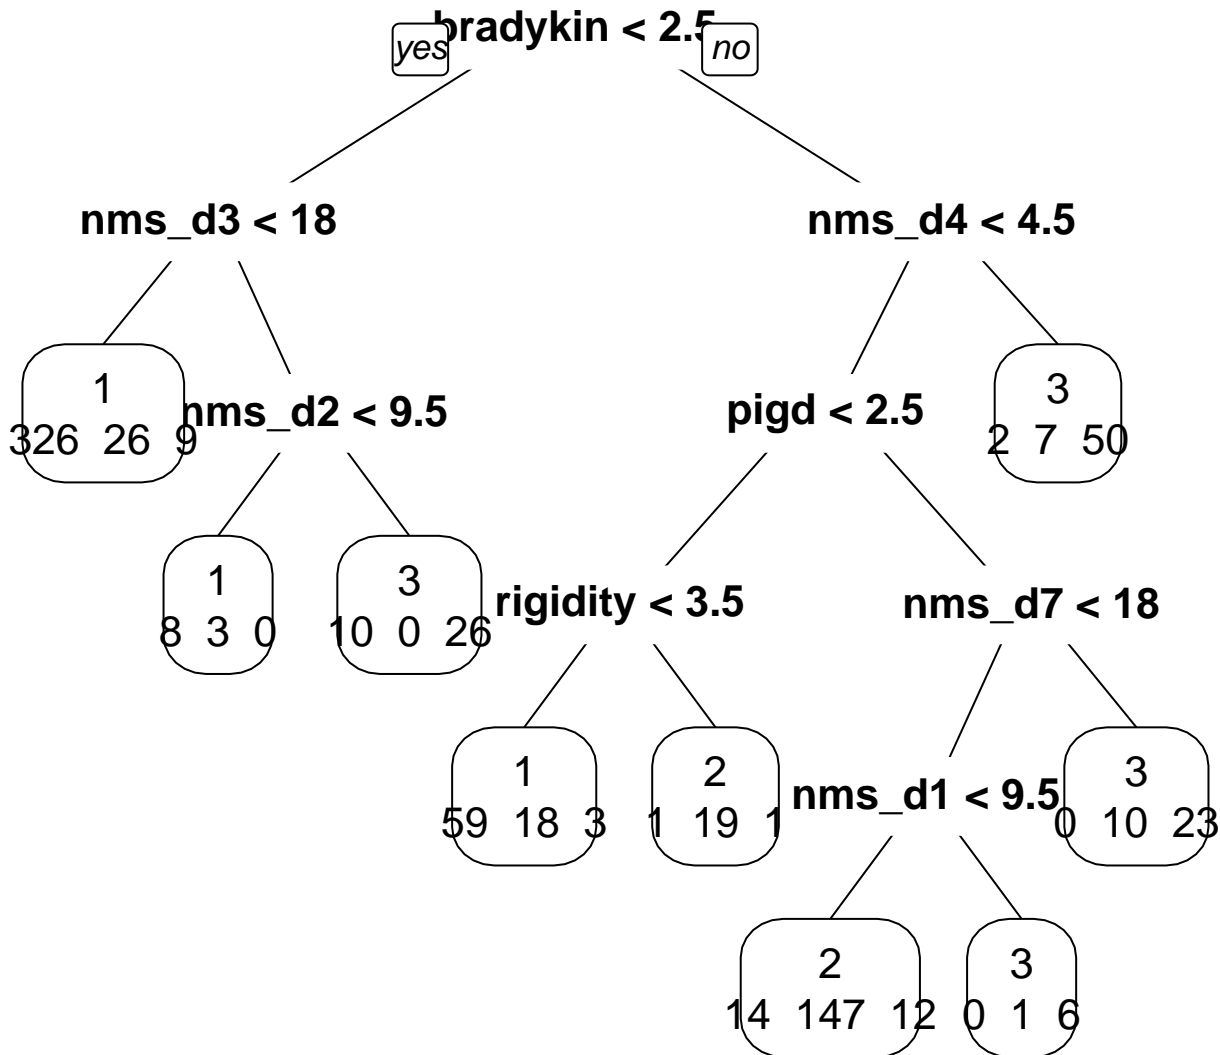 bradykin < 2.5
yes
no
nms_d3 < 18
nms_d4 < 4.5
1
326 26 9
nms_d2 < 9.5
pigd < 2.5
3
2 7 50
1
8 3 0
3
10 0 26
rigidity < 3.5
nms_d7 < 18
1
59 18 3
2
1 19 1
nms_d1 < 9.5
3
0 10 23
2
14 147 12
3
0 1 6